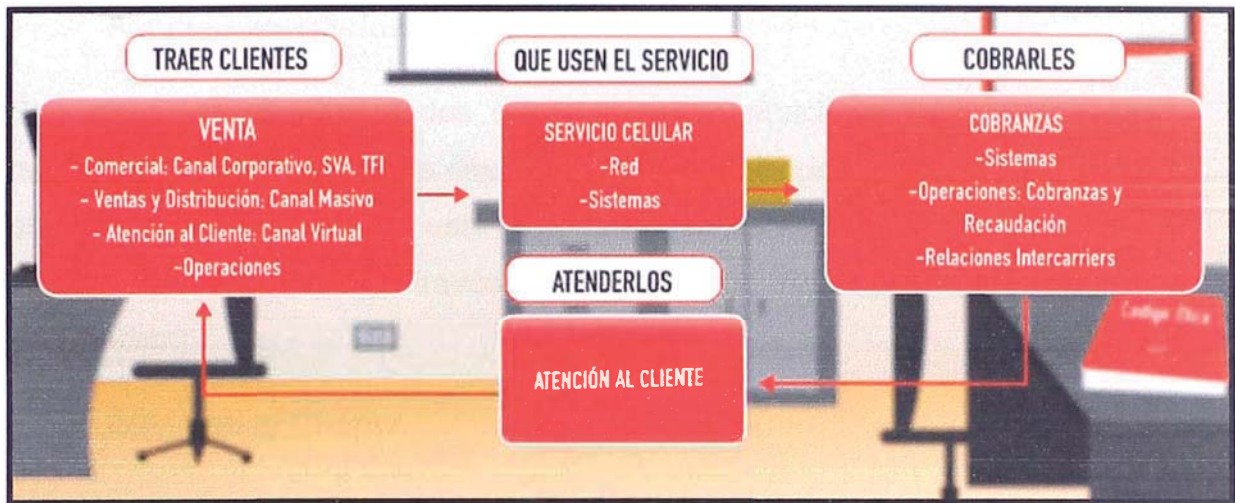 TRAER CLIENTES
VENTA
- Comercial: Canal Corporativo, SVA, TFI
- Ventas y Distribución: Canal Masivo
- Atención al Cliente: Canal Virtual
-Operaciones
QUE USEN EL SERVICIO
SERVICIO CELULAR
-Red
-Sistemas
COBRARLES
COBRANZAS
-Sistemas
-Operaciones: Cobranzas y
Recaudación
-Relaciones Intercarriers
ATENDERLOS
ATENCIÓN AL CLIENTE
Código Ética